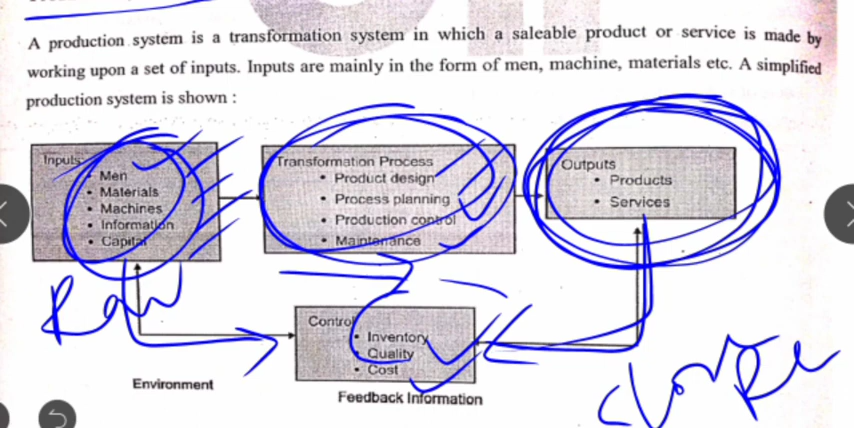 A production system is a transformation system in which a saleable product or service is made by
working upon a set of inputs. Inputs are mainly in the form of men, machine, materials etc. A simplified
production system is shown :
Inputs
• Men
• Materials
• Machines
• Information
• Capital
Transformation Process
• Product design
• Process planning
• Production control
• Maintenance
Outputs
• Products
• Services
Control
• Inventory
• Quality
• Cost
Raw
Environment
Feedback Information